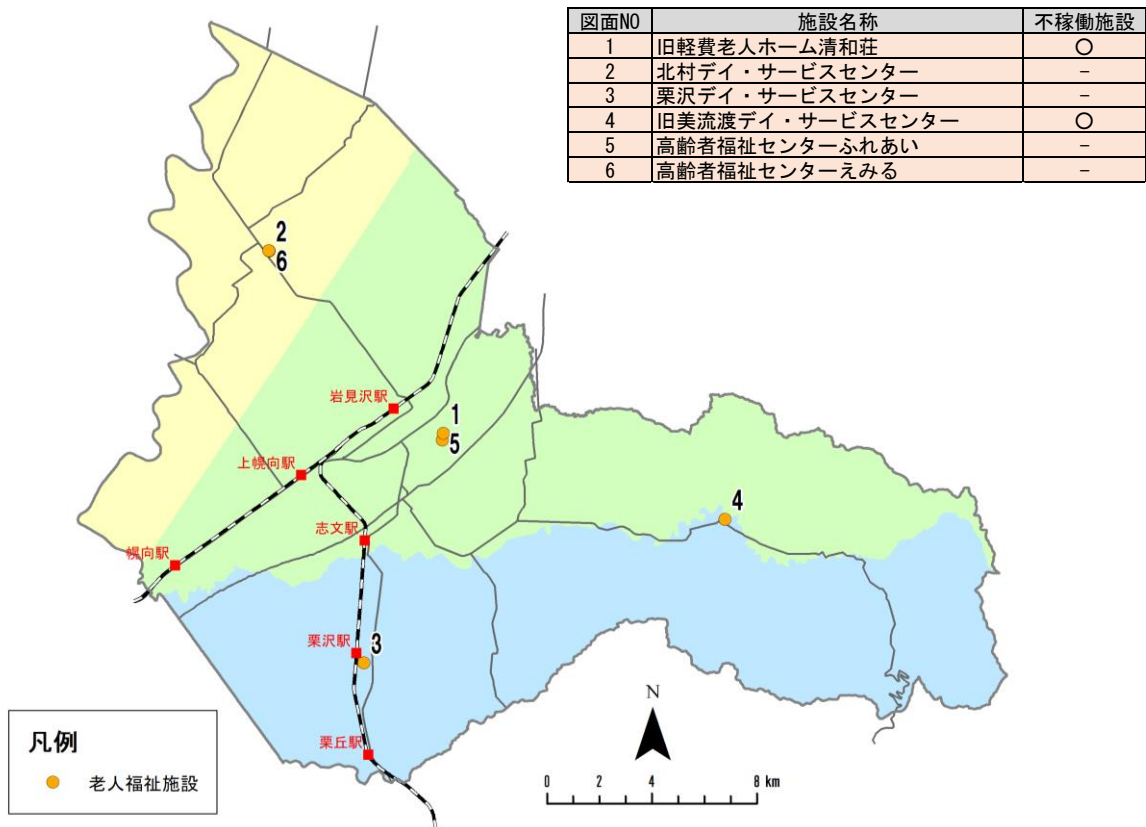 図面NO 施設名称 不稼働施設
1 旧軽費老人ホーム清和荘 ○
2 北村デイ・サービスセンター -
3 栗沢デイ・サービスセンター -
4 旧美流渡デイ・サービスセンター ○
5 高齢者福祉センターふれあい -
6 高齢者福祉センターえみる -
2
6
岩見沢駅
1
5
上幌向駅
4
志文駅
幌向駅
栗沢駅
3
栗丘駅
N
0 2 4 8 km
凡例
老人福祉施設